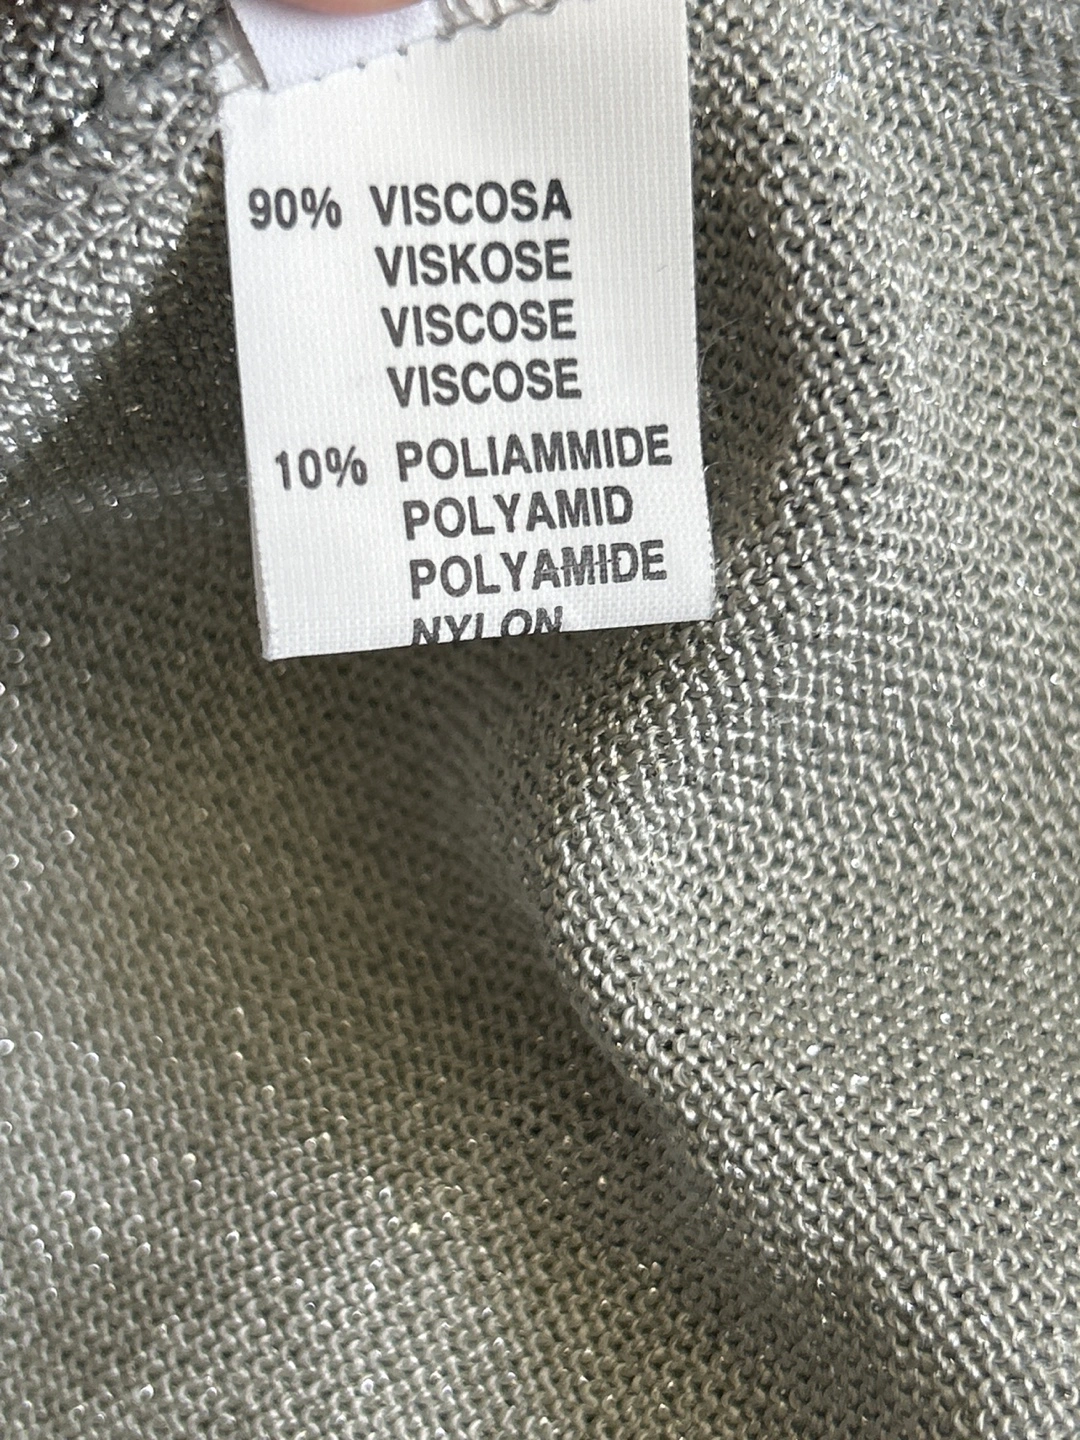 90% VISCOSA
VISKOSE
VISCOSE
VISCOSE
10% POLIAMMIDE
POLYAMID
POLYAMIDE
NYLON